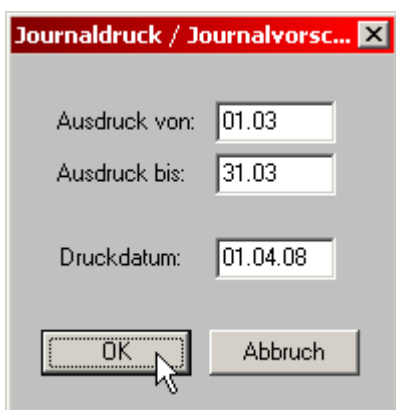 Journaldruck / Journalvorsc...
Ausdruck von: 01.03
Ausdruck bis: 31.03
Druckdatum: 01.04.08
OK Abbruch